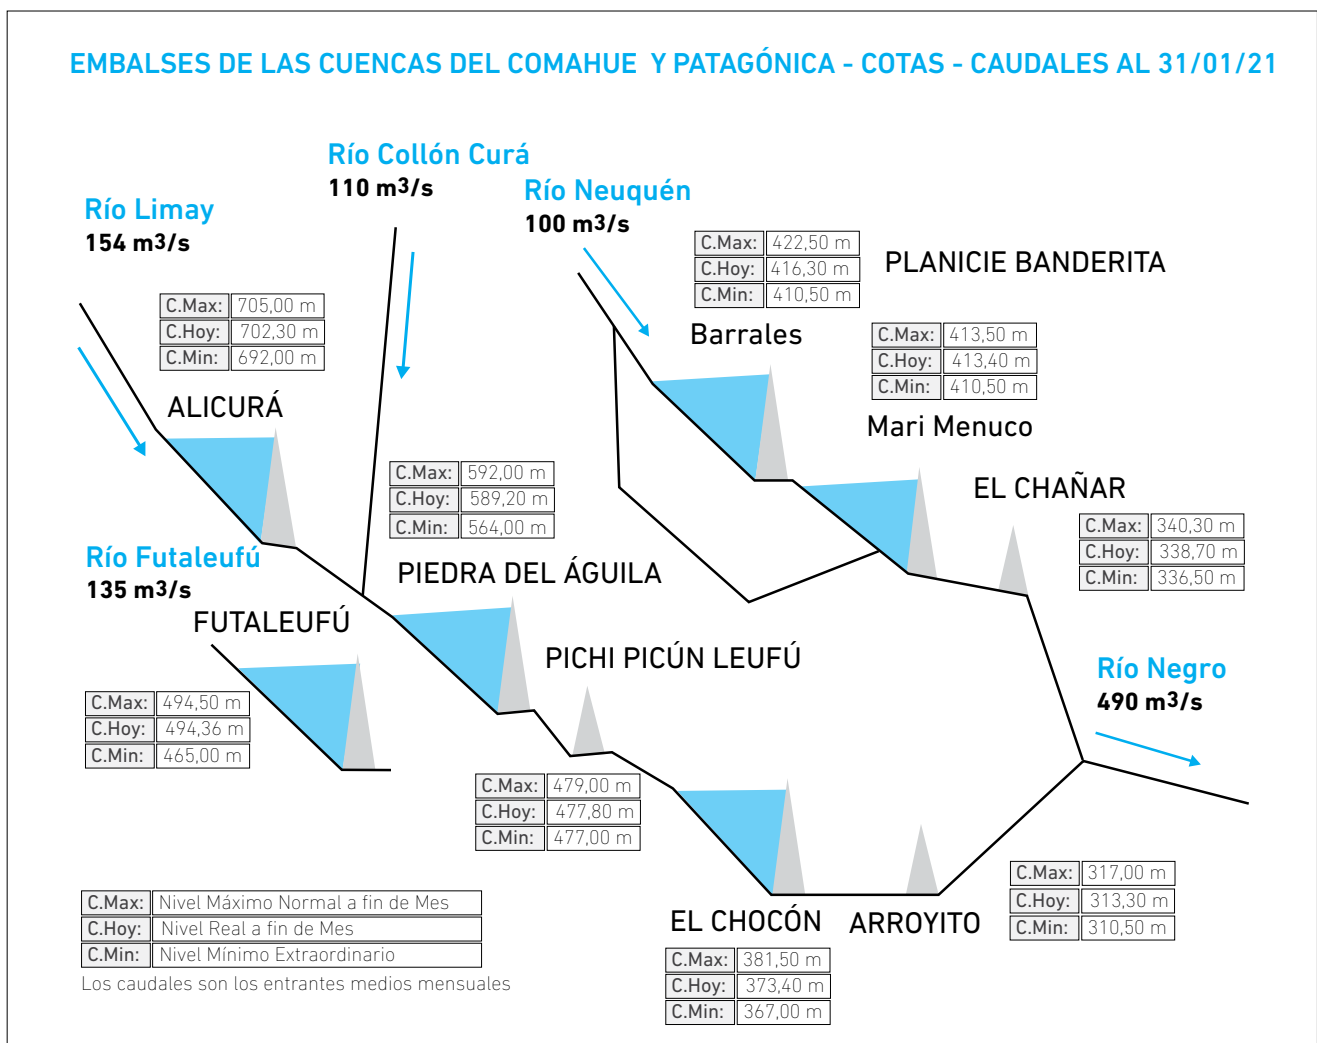 EMBALSES DE LAS CUENCAS DEL COMAHUE Y PATAGÓNICA - COTAS - CAUDALES AL 31/01/21
Río Collón Curá
110 m3/s
Río Neuquén
100 m3/s
Río Limay
154 m3/s
C.Max: 422,50 m
C.Hoy: 416,30 m
C.Min: 410,50 m
PLANICIE BANDERITA
Barrales
C.Max: 705,00 m
C.Hoy: 702,30 m
C.Min: 692,00 m
ALICURÁ
C.Max: 413,50 m
C.Hoy: 413,40 m
C.Min: 410,50 m
Mari Menuco
C.Max: 592,00 m
C.Hoy: 589,20 m
C.Min: 564,00 m
PIEDRA DEL ÁGUILA
EL CHAÑAR
C.Max: 340,30 m
C.Hoy: 338,70 m
C.Min: 336,50 m
Río Futaleufú
135 m3/s
FUTALEUFÚ
C.Max: 494,50 m
C.Hoy: 494,36 m
C.Min: 465,00 m
PICHI PICÚN LEUFÚ
C.Max: 479,00 m
C.Hoy: 477,80 m
C.Min: 477,00 m
Río Negro
490 m3/s
EL CHOCÓN
C.Max: 381,50 m
C.Hoy: 373,40 m
C.Min: 367,00 m
ARROYITO
C.Max: 317,00 m
C.Hoy: 313,30 m
C.Min: 310,50 m
C.Max: Nivel Máximo Normal a fin de Mes
C.Hoy: Nivel Real a fin de Mes
C.Min: Nivel Mínimo Extraordinario
Los caudales son los entrantes medios mensuales